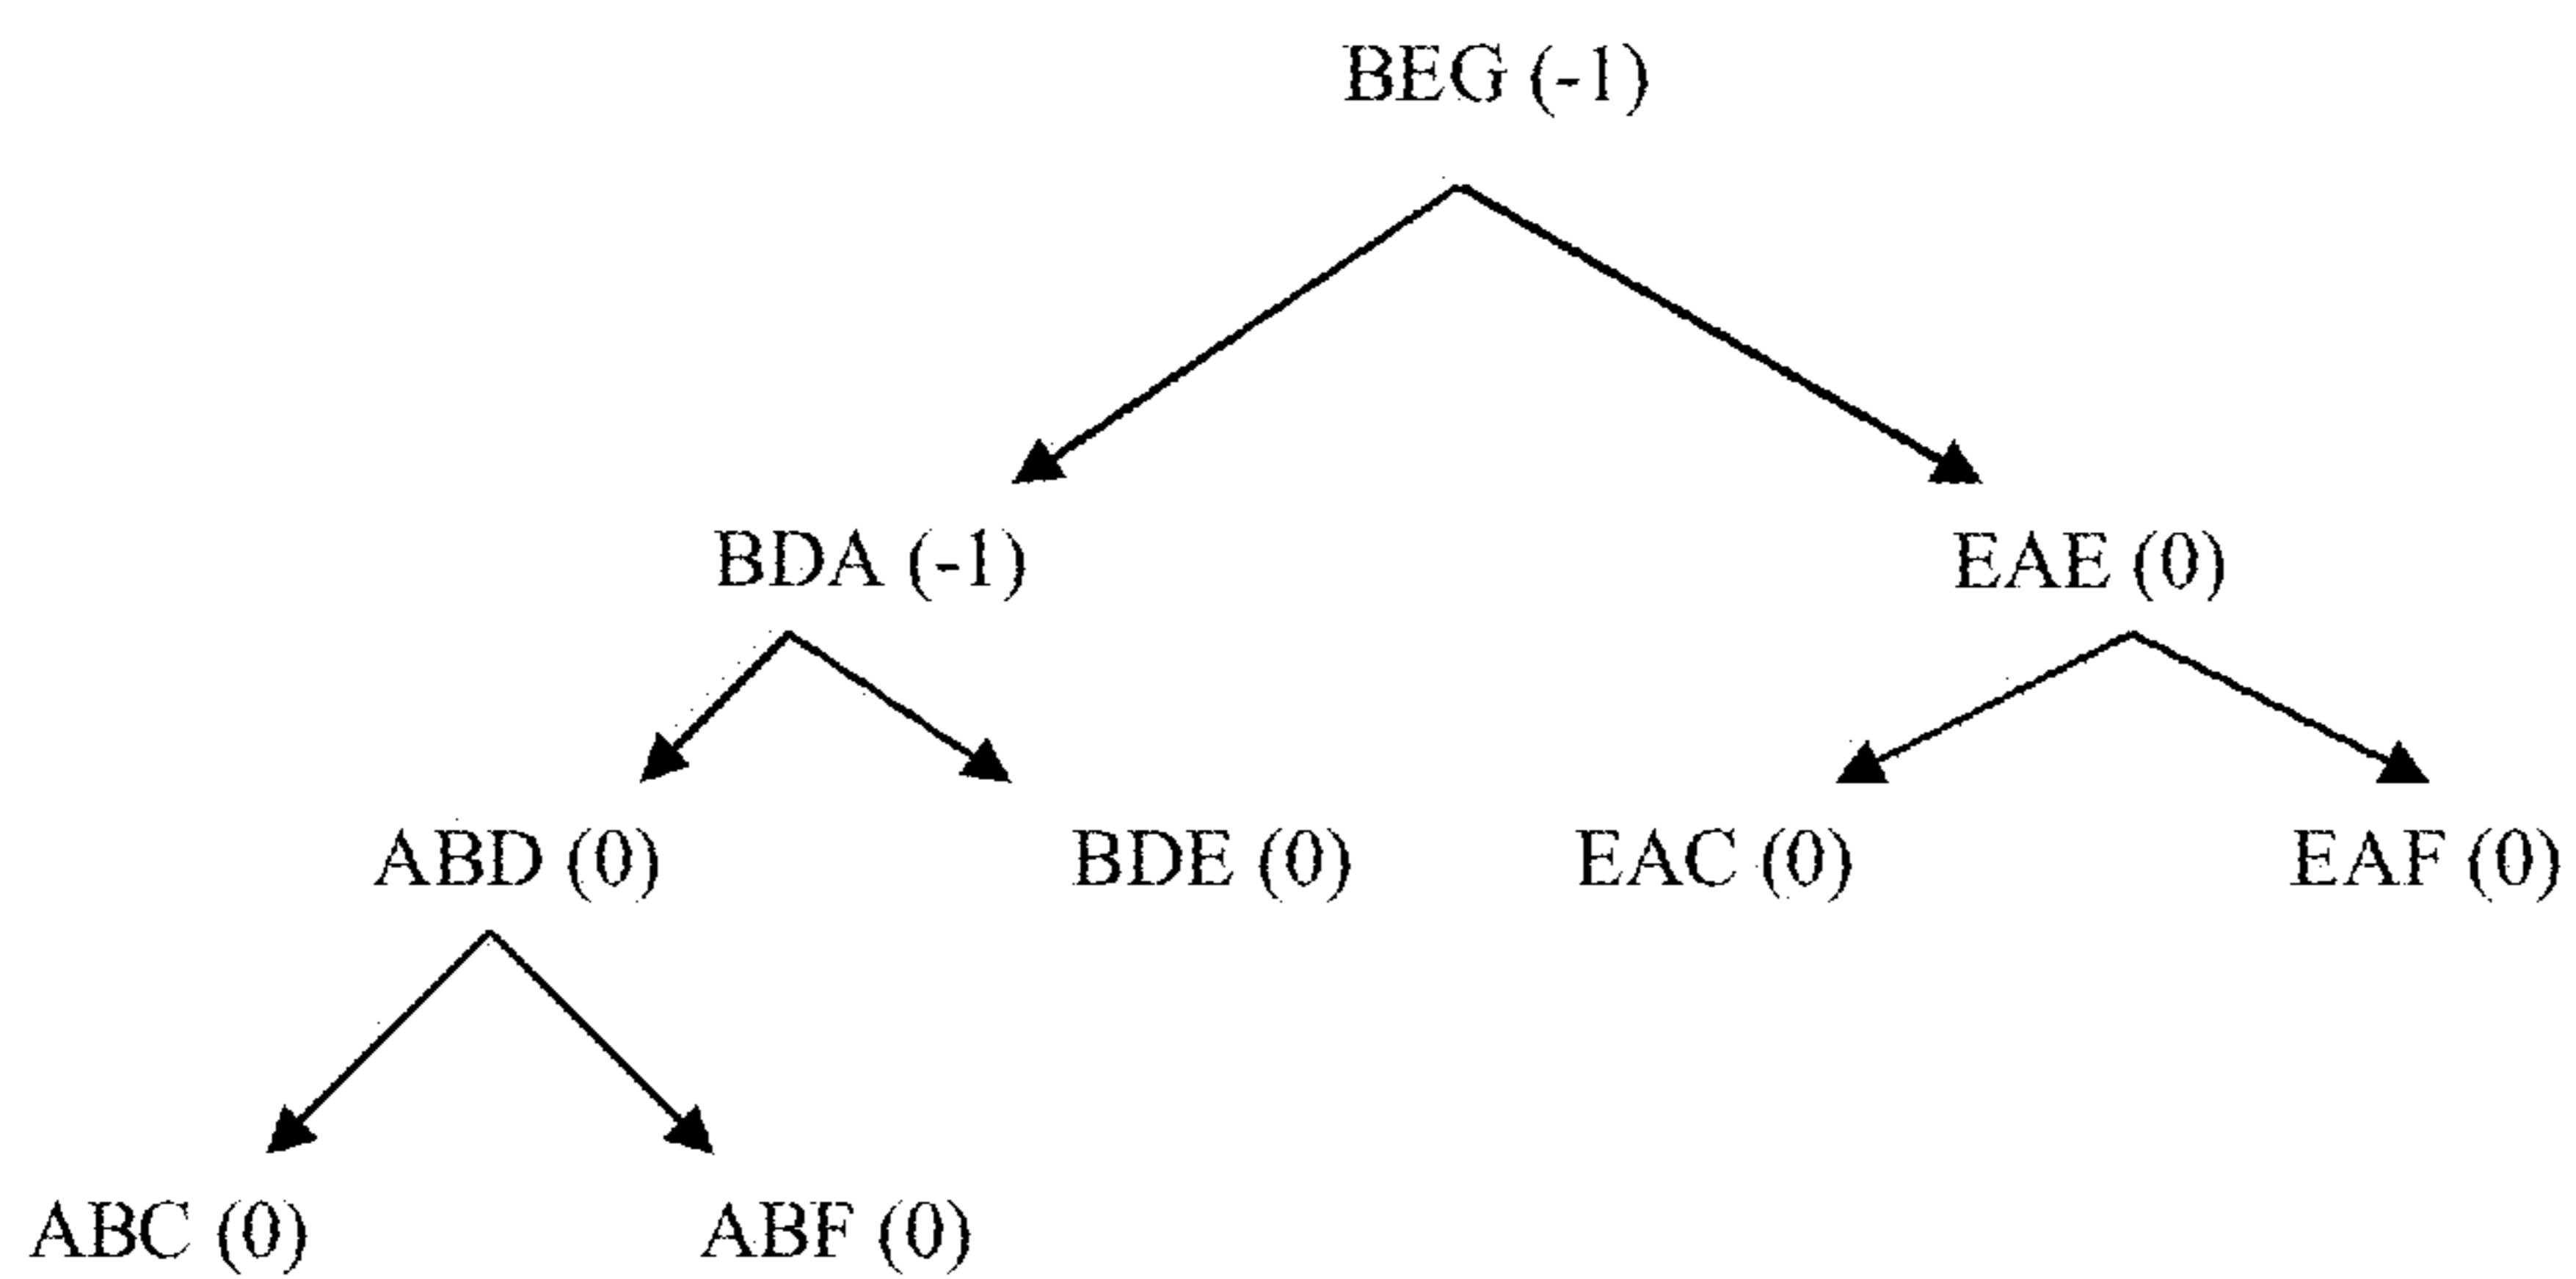 BEG (-1)
BDA (-1) EAE (0)
ABD (0) BDE (0) EAC (0) EAF (0)
ABC (0) ABF (0)